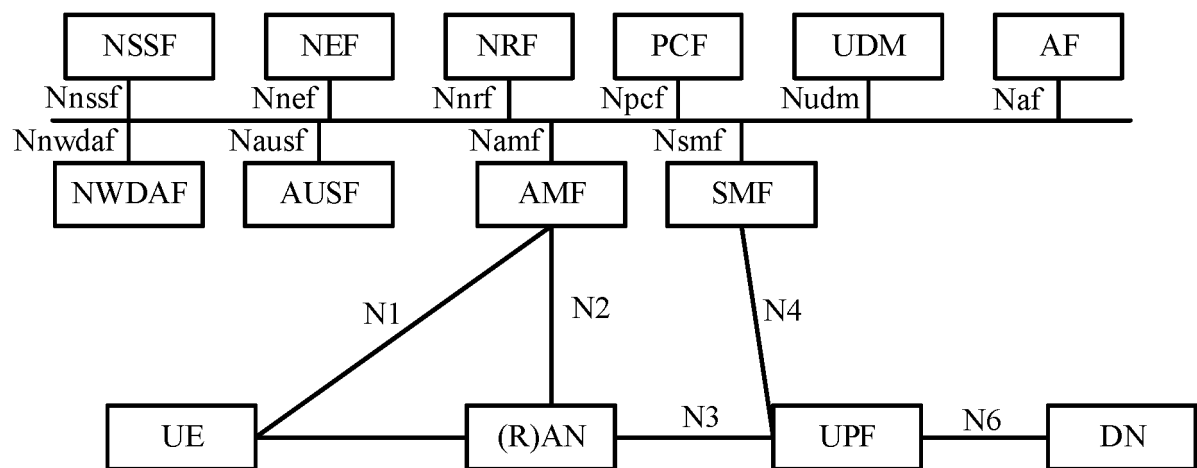 NSSF NEF NRF PCF UDM AF
Nnssf Nnef Nnrf Npcf Nudm Naf
Nnwdaf Nausf Namf Nsmf
NWDAF AUSF AMF SMF
N1 N2 N4
N3 N6
UE (R)AN UPF DN